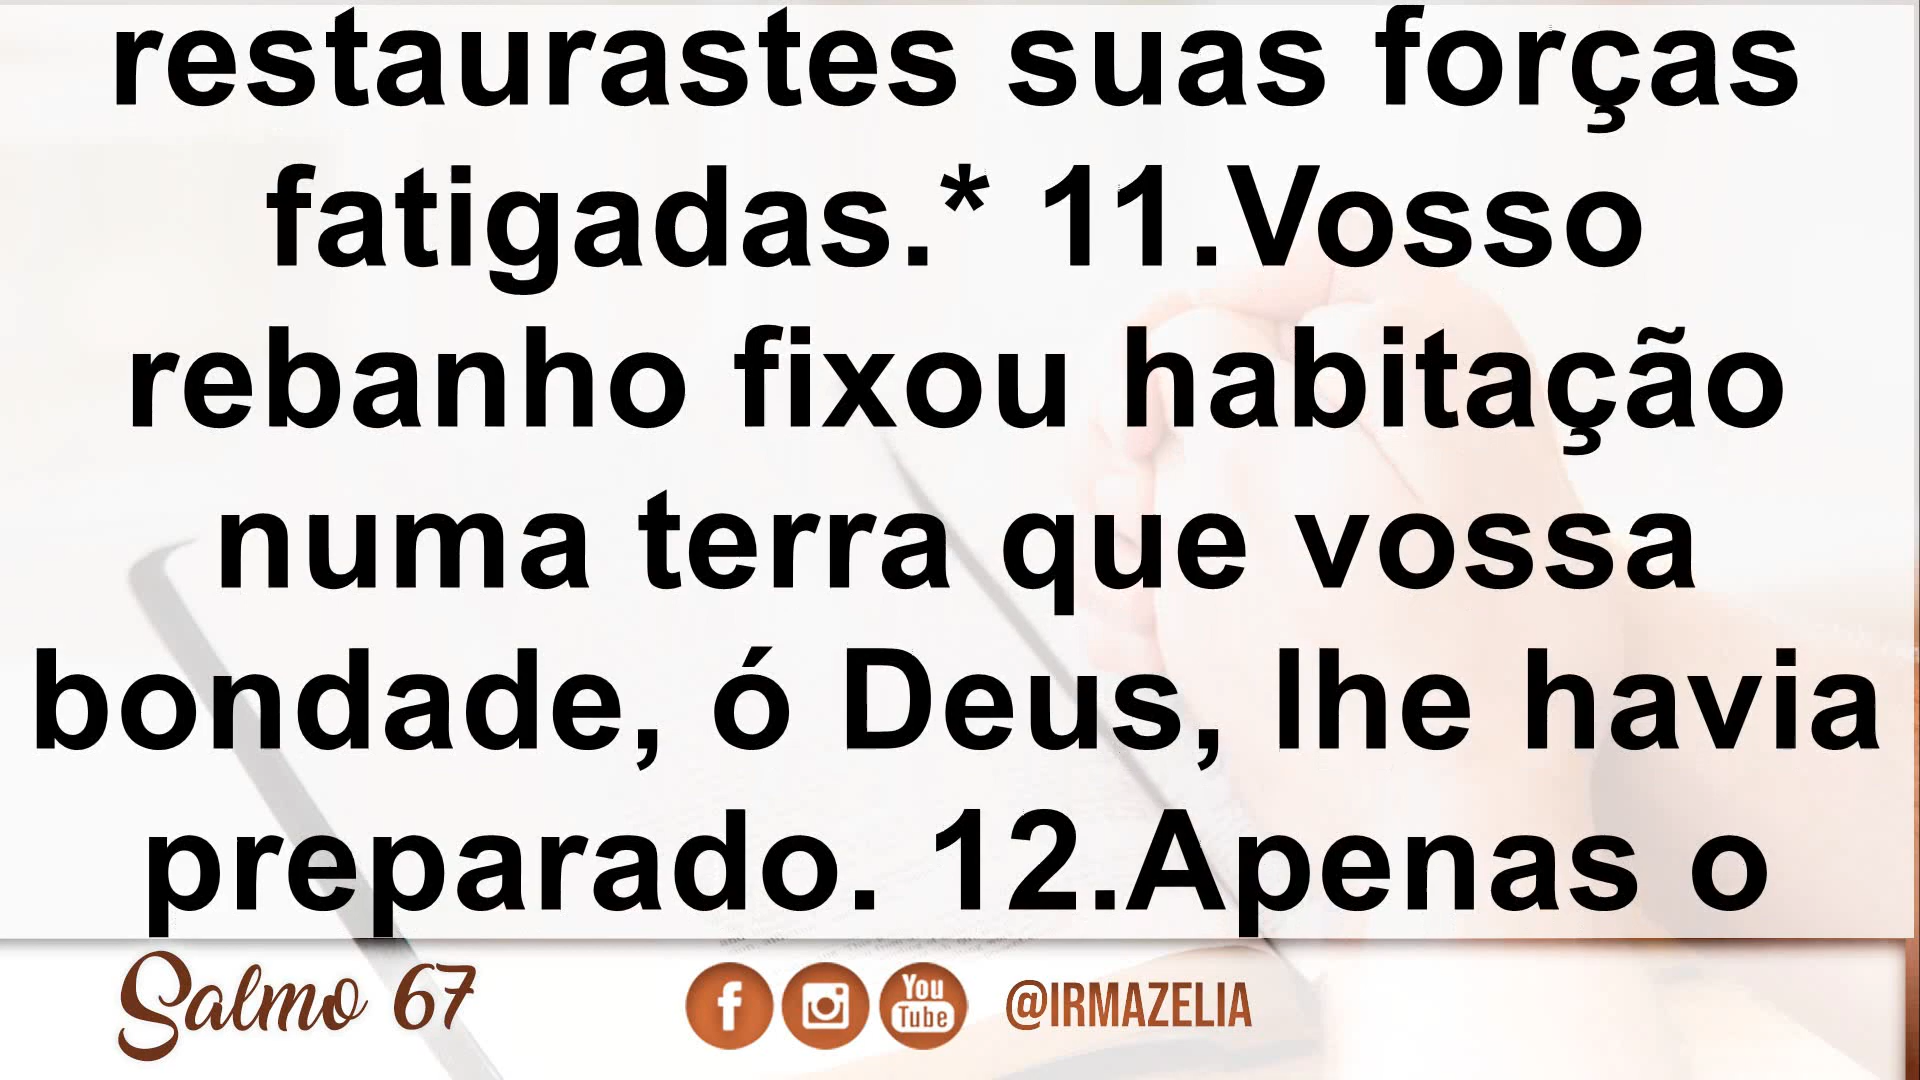 restaurastes suas forças
fatigadas.* 11.Vosso
rebanho fixou habitação
numa terra que vossa
bondade, ó Deus, lhe havia
preparado. 12.Apenas o
Salmo 67
f You Tube @IRMAZELIA